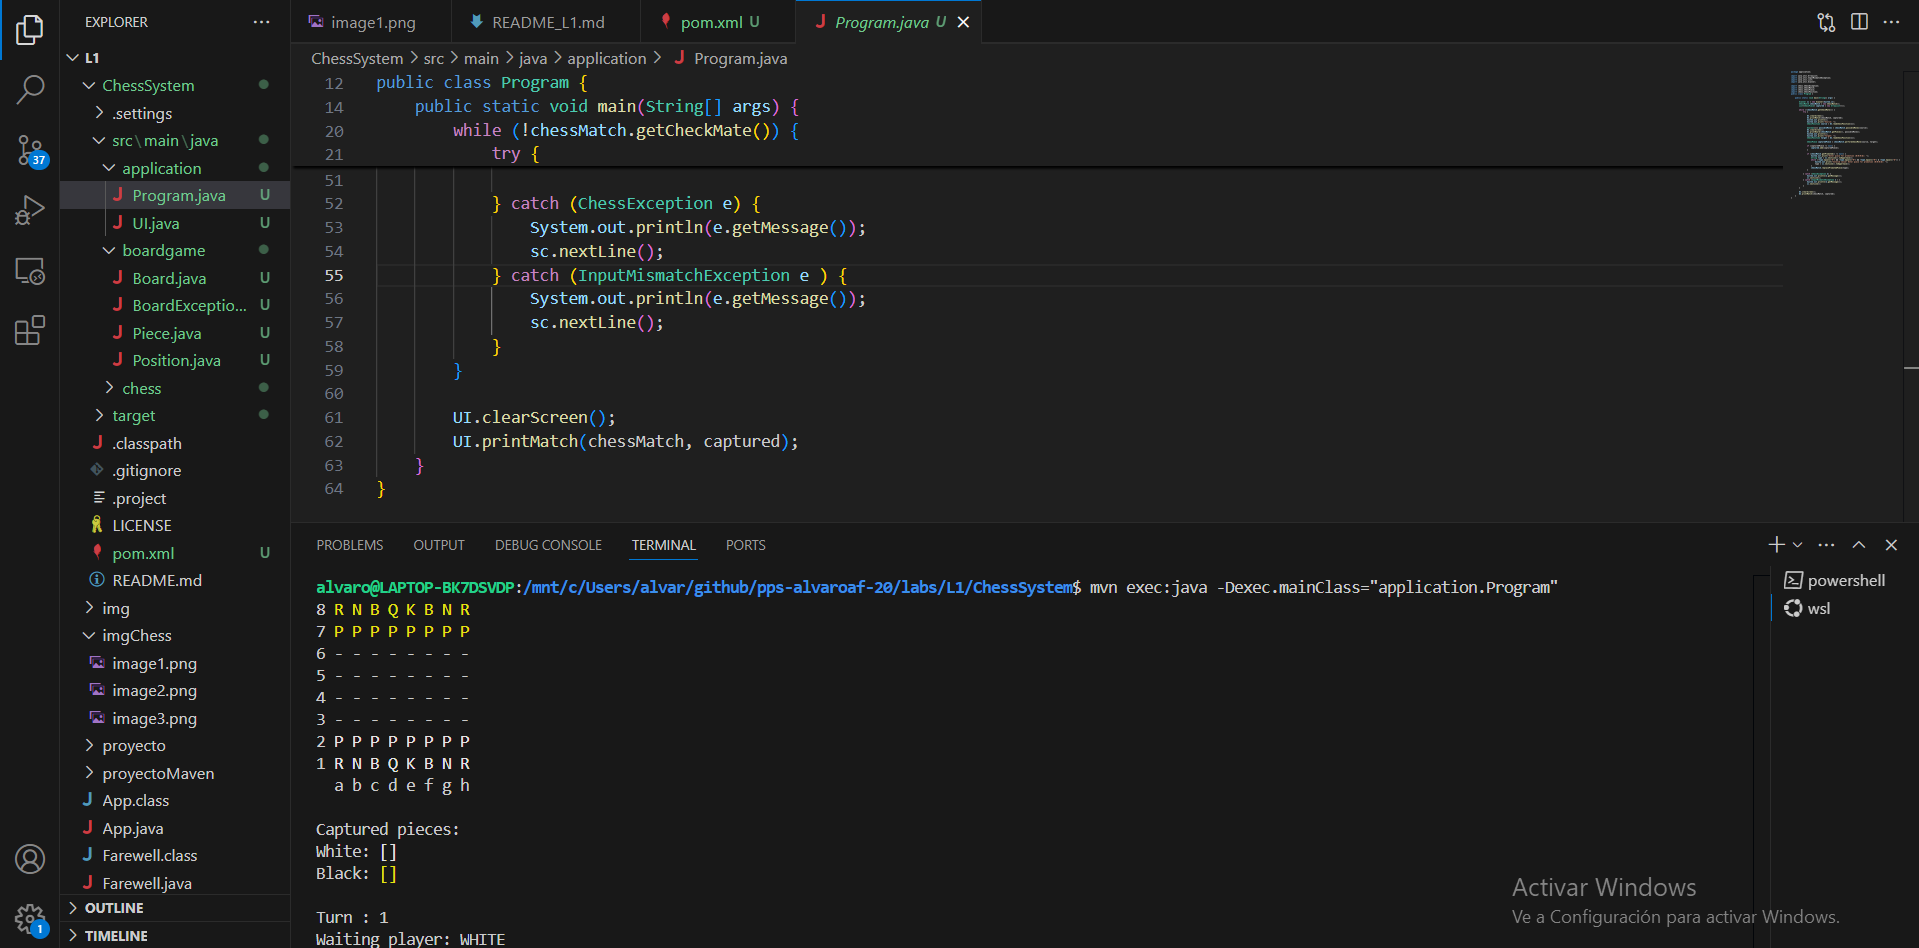 EXPLORER
L1
ChessSystem
.settings
src\main\java
application
Program.java U
UI.java U
boardgame
Board.java U
BoardExceptio... U
Piece.java U
Position.java U
chess
target
.classpath
.gitignore
.project
LICENSE
pom.xml U
README.md
img
imgChess
image1.png
image2.png
image3.png
proyecto
proyectoMaven
App.class
App.java
Farewell.class
Farewell.java
OUTLINE
TIMELINE
37
1
image1.png
README_L1.md
pom.xml U
Program.java U
ChessSystem > src > main > java > application > Program.java
12 public class Program {
14 public static void main(String[] args) {
20 while (!chessMatch.getCheckMate()) {
21 try {
51
52 } catch (ChessException e) {
53 System.out.println(e.getMessage());
54 sc.nextLine();
55 } catch (InputMismatchException e ) {
56 System.out.println(e.getMessage());
57 sc.nextLine();
58 }
59 }
60
61 UI.clearScreen();
62 UI.printMatch(chessMatch, captured);
63 }
64 }
PROBLEMS OUTPUT DEBUG CONSOLE TERMINAL PORTS
alvaro@LAPTOP-BK7DSVDP:/mnt/c/Users/alvar/github/pps-alvaroaf-20/labs/L1/ChessSystem$ mvn exec:java -Dexec.mainClass="application.Program"
8 R N B Q K B N R
7 P P P P P P P P
6 - - - - - - - -
5 - - - - - - - -
4 - - - - - - - -
3 - - - - - - - -
2 P P P P P P P P
1 R N B Q K B N R
a b c d e f g h
Captured pieces:
White: []
Black: []
Turn : 1
Waiting player: WHITE
powershell
wsl
Activar Windows
Ve a Configuración para activar Windows.